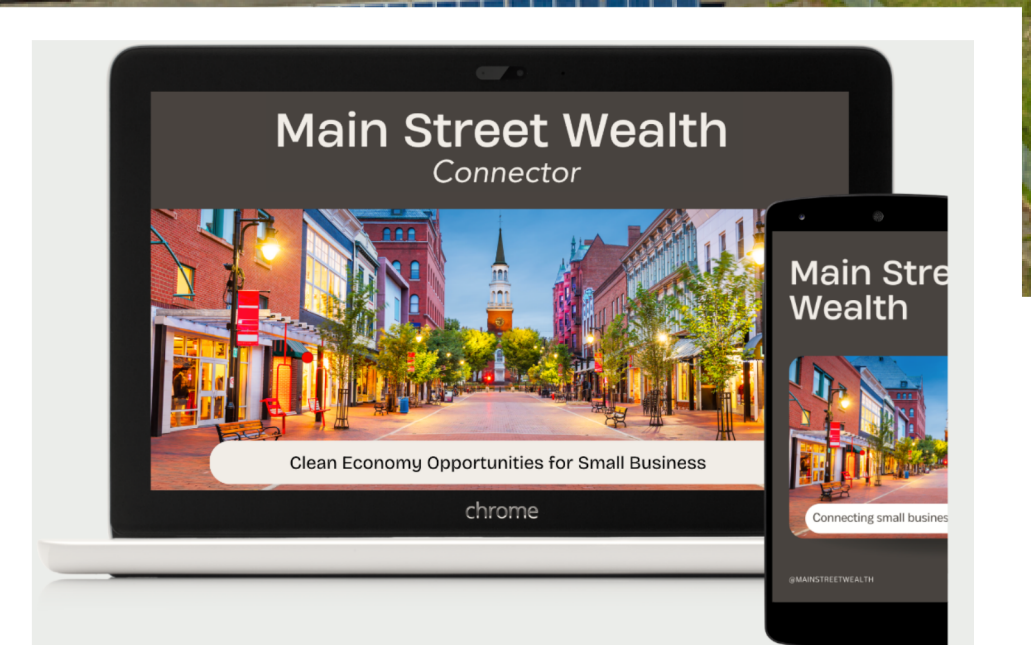 Main Street Wealth
Connector
Clean Economy Opportunities for Small Business
chrome
Main Stre
Wealth
Connecting small busines
@MAINSTREETWEALTH